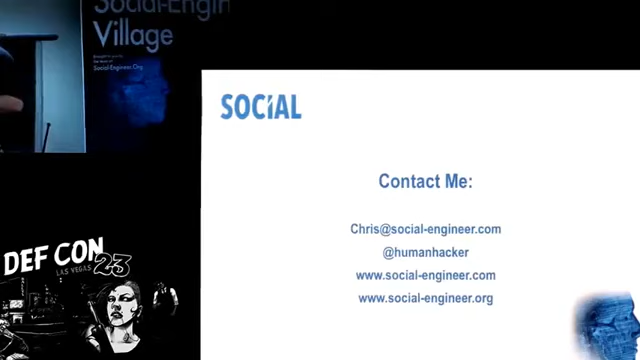 Social-Engin
Village
Social-Engineer.Org
SOCIAL
Contact Me:
Chris@social-engineer.com
@humanhacker
www.social-engineer.com
www.social-engineer.org
DEF CON
LAS VEGAS 23